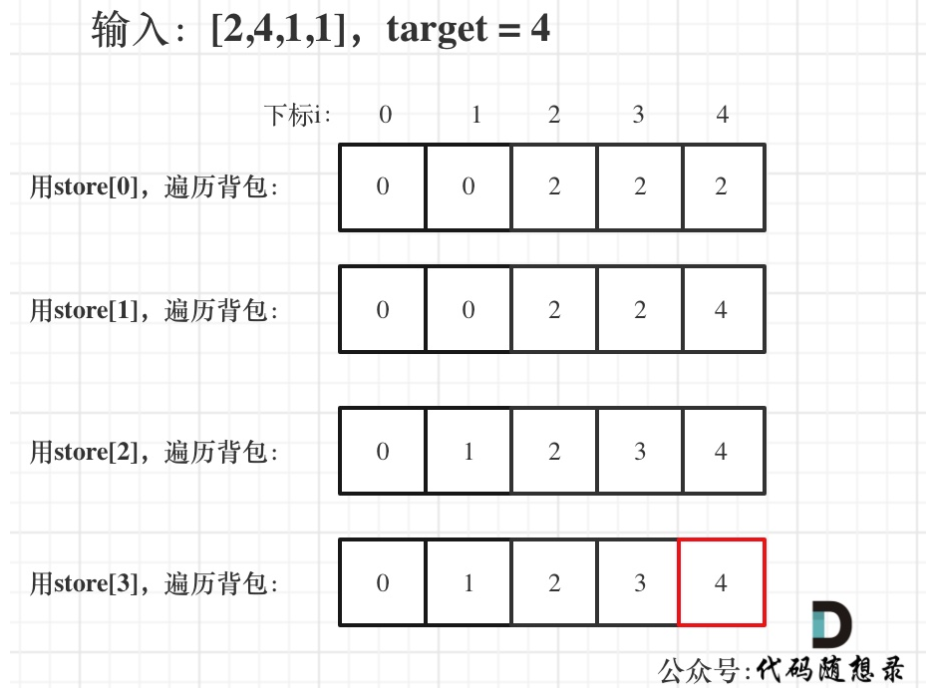 输入：[2,4,1,1]，target = 4
下标i： 0 1 2 3 4
用store[0]，遍历背包： 0 0 2 2 2
用store[1]，遍历背包： 0 0 2 2 4
用store[2]，遍历背包： 0 1 2 3 4
用store[3]，遍历背包： 0 1 2 3 4
公众号:代码随想录